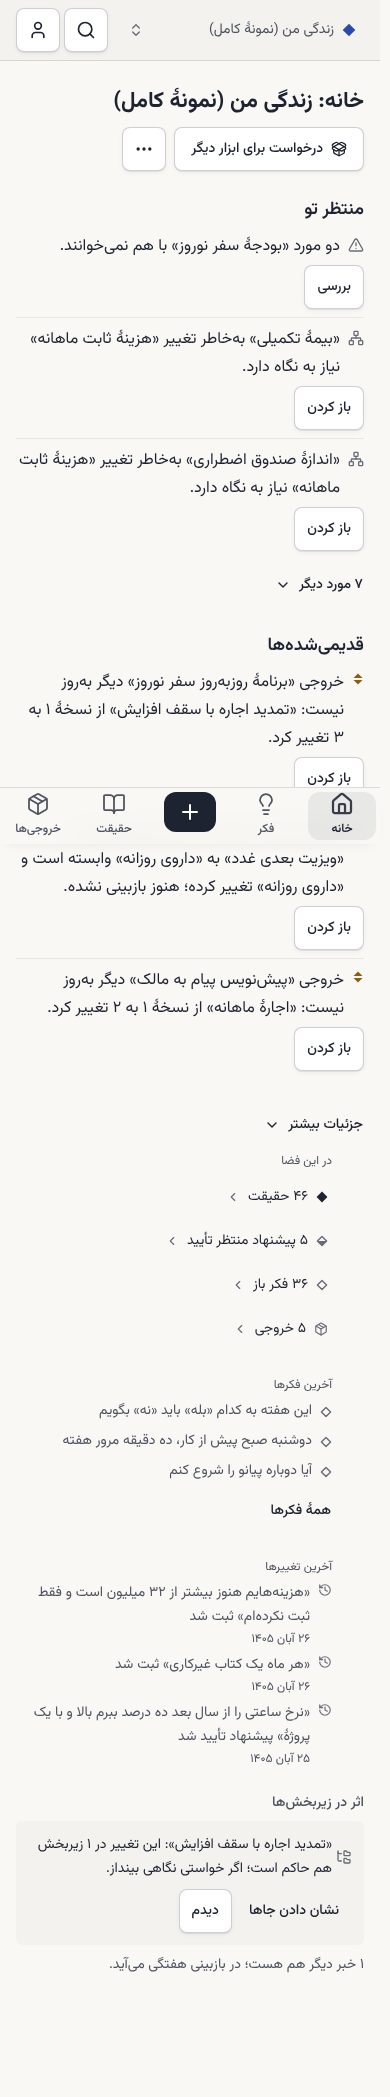 زندگی من (نمونهٔ کامل)
خانه: زندگی من (نمونهٔ کامل)
درخواست برای ابزار دیگر
منتظر تو
دو مورد «بودجهٔ سفر نوروز» با هم نمی‌خوانند.
بررسی
«بیمهٔ تکمیلی» به‌خاطر تغییر «هزینهٔ ثابت ماهانه»
نیاز به نگاه دارد.
باز کردن
«اندازهٔ صندوق اضطراری» به‌خاطر تغییر «هزینهٔ ثابت
ماهانه» نیاز به نگاه دارد.
باز کردن
۷ مورد دیگر
قدیمی‌شده‌ها
خروجی «برنامهٔ روزبه‌روز سفر نوروز» دیگر به‌روز
نیست: «تمدید اجاره با سقف افزایش» از نسخهٔ ۱ به
۳ تغییر کرد.
باز کردن
خانه
فکر
حقیقت
خروجی‌ها
«ویزیت بعدی غدد» به «داروی روزانه» وابسته است و
«داروی روزانه» تغییر کرده؛ هنوز بازبینی نشده.
باز کردن
خروجی «پیش‌نویس پیام به مالک» دیگر به‌روز
نیست: «اجارهٔ ماهانه» از نسخهٔ ۱ به ۲ تغییر کرد.
باز کردن
جزئیات بیشتر
در این فضا
۴۶ حقیقت
۵ پیشنهاد منتظر تأیید
۳۶ فکر باز
۵ خروجی
آخرین فکرها
این هفته به کدام «بله» باید «نه» بگویم
دوشنبه صبح پیش از کار، ده دقیقه مرور هفته
آیا دوباره پیانو را شروع کنم
همهٔ فکرها
آخرین تغییرها
«هزینه‌هایم هنوز بیشتر از ۳۲ میلیون است و فقط
ثبت نکرده‌ام» ثبت شد
۲۶ آبان ۱۴۰۵
«هر ماه یک کتاب غیرکاری» ثبت شد
۲۶ آبان ۱۴۰۵
«نرخ ساعتی را از سال بعد ده درصد ببرم بالا و با یک
پروژهٔ» پیشنهاد تأیید شد
۲۵ آبان ۱۴۰۵
اثر در زیربخش‌ها
«تمدید اجاره با سقف افزایش»: این تغییر در ۱ زیربخش
هم حاکم است؛ اگر خواستی نگاهی بینداز.
نشان دادن جاها
دیدم
۱ خبر دیگر هم هست؛ در بازبینی هفتگی می‌آید.